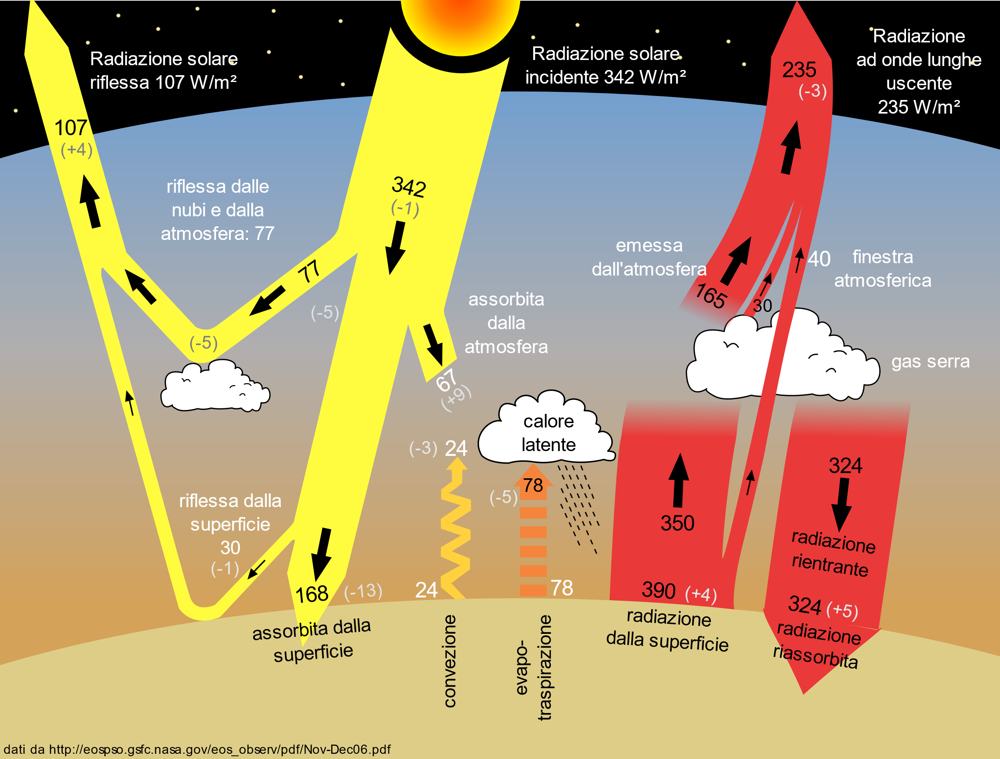 Radiazione solare
riflessa 107 W/m²
Radiazione solare
incidente 342 W/m²
Radiazione
ad onde lunghe
uscente
235 W/m²
235
(-3)
107
(+4)
riflessa dalle
nubi e dalla
atmosfera: 77
342
(-1)
77
(-5)
(-5)
emessa
dall'atmosfera
165
30
40
finestra
atmosferica
assorbita
dalla
atmosfera
67
(+9)
gas serra
calore
latente
(-3) 24
78
(-5)
350
324
radiazione
rientrante
riflessa dalla
superficie
30
(-1)
168
(-13)
24
78
390 (+4)
324 (+5)
radiazione
riassorbita
assorbita dalla
superficie
convezione
evapo-
traspirazione
radiazione
dalla superficie
dati da http://eospso.gsfc.nasa.gov/eos_observ/pdf/Nov-Dec06.pdf